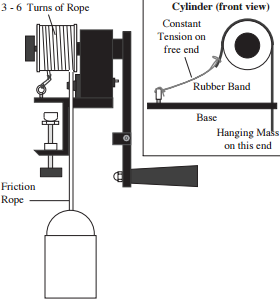 3 - 6 Turns of Rope
Cylinder (front view)
Constant
Tension on
free end
Rubber Band
Base
Hanging Mass
on this end
Friction
Rope